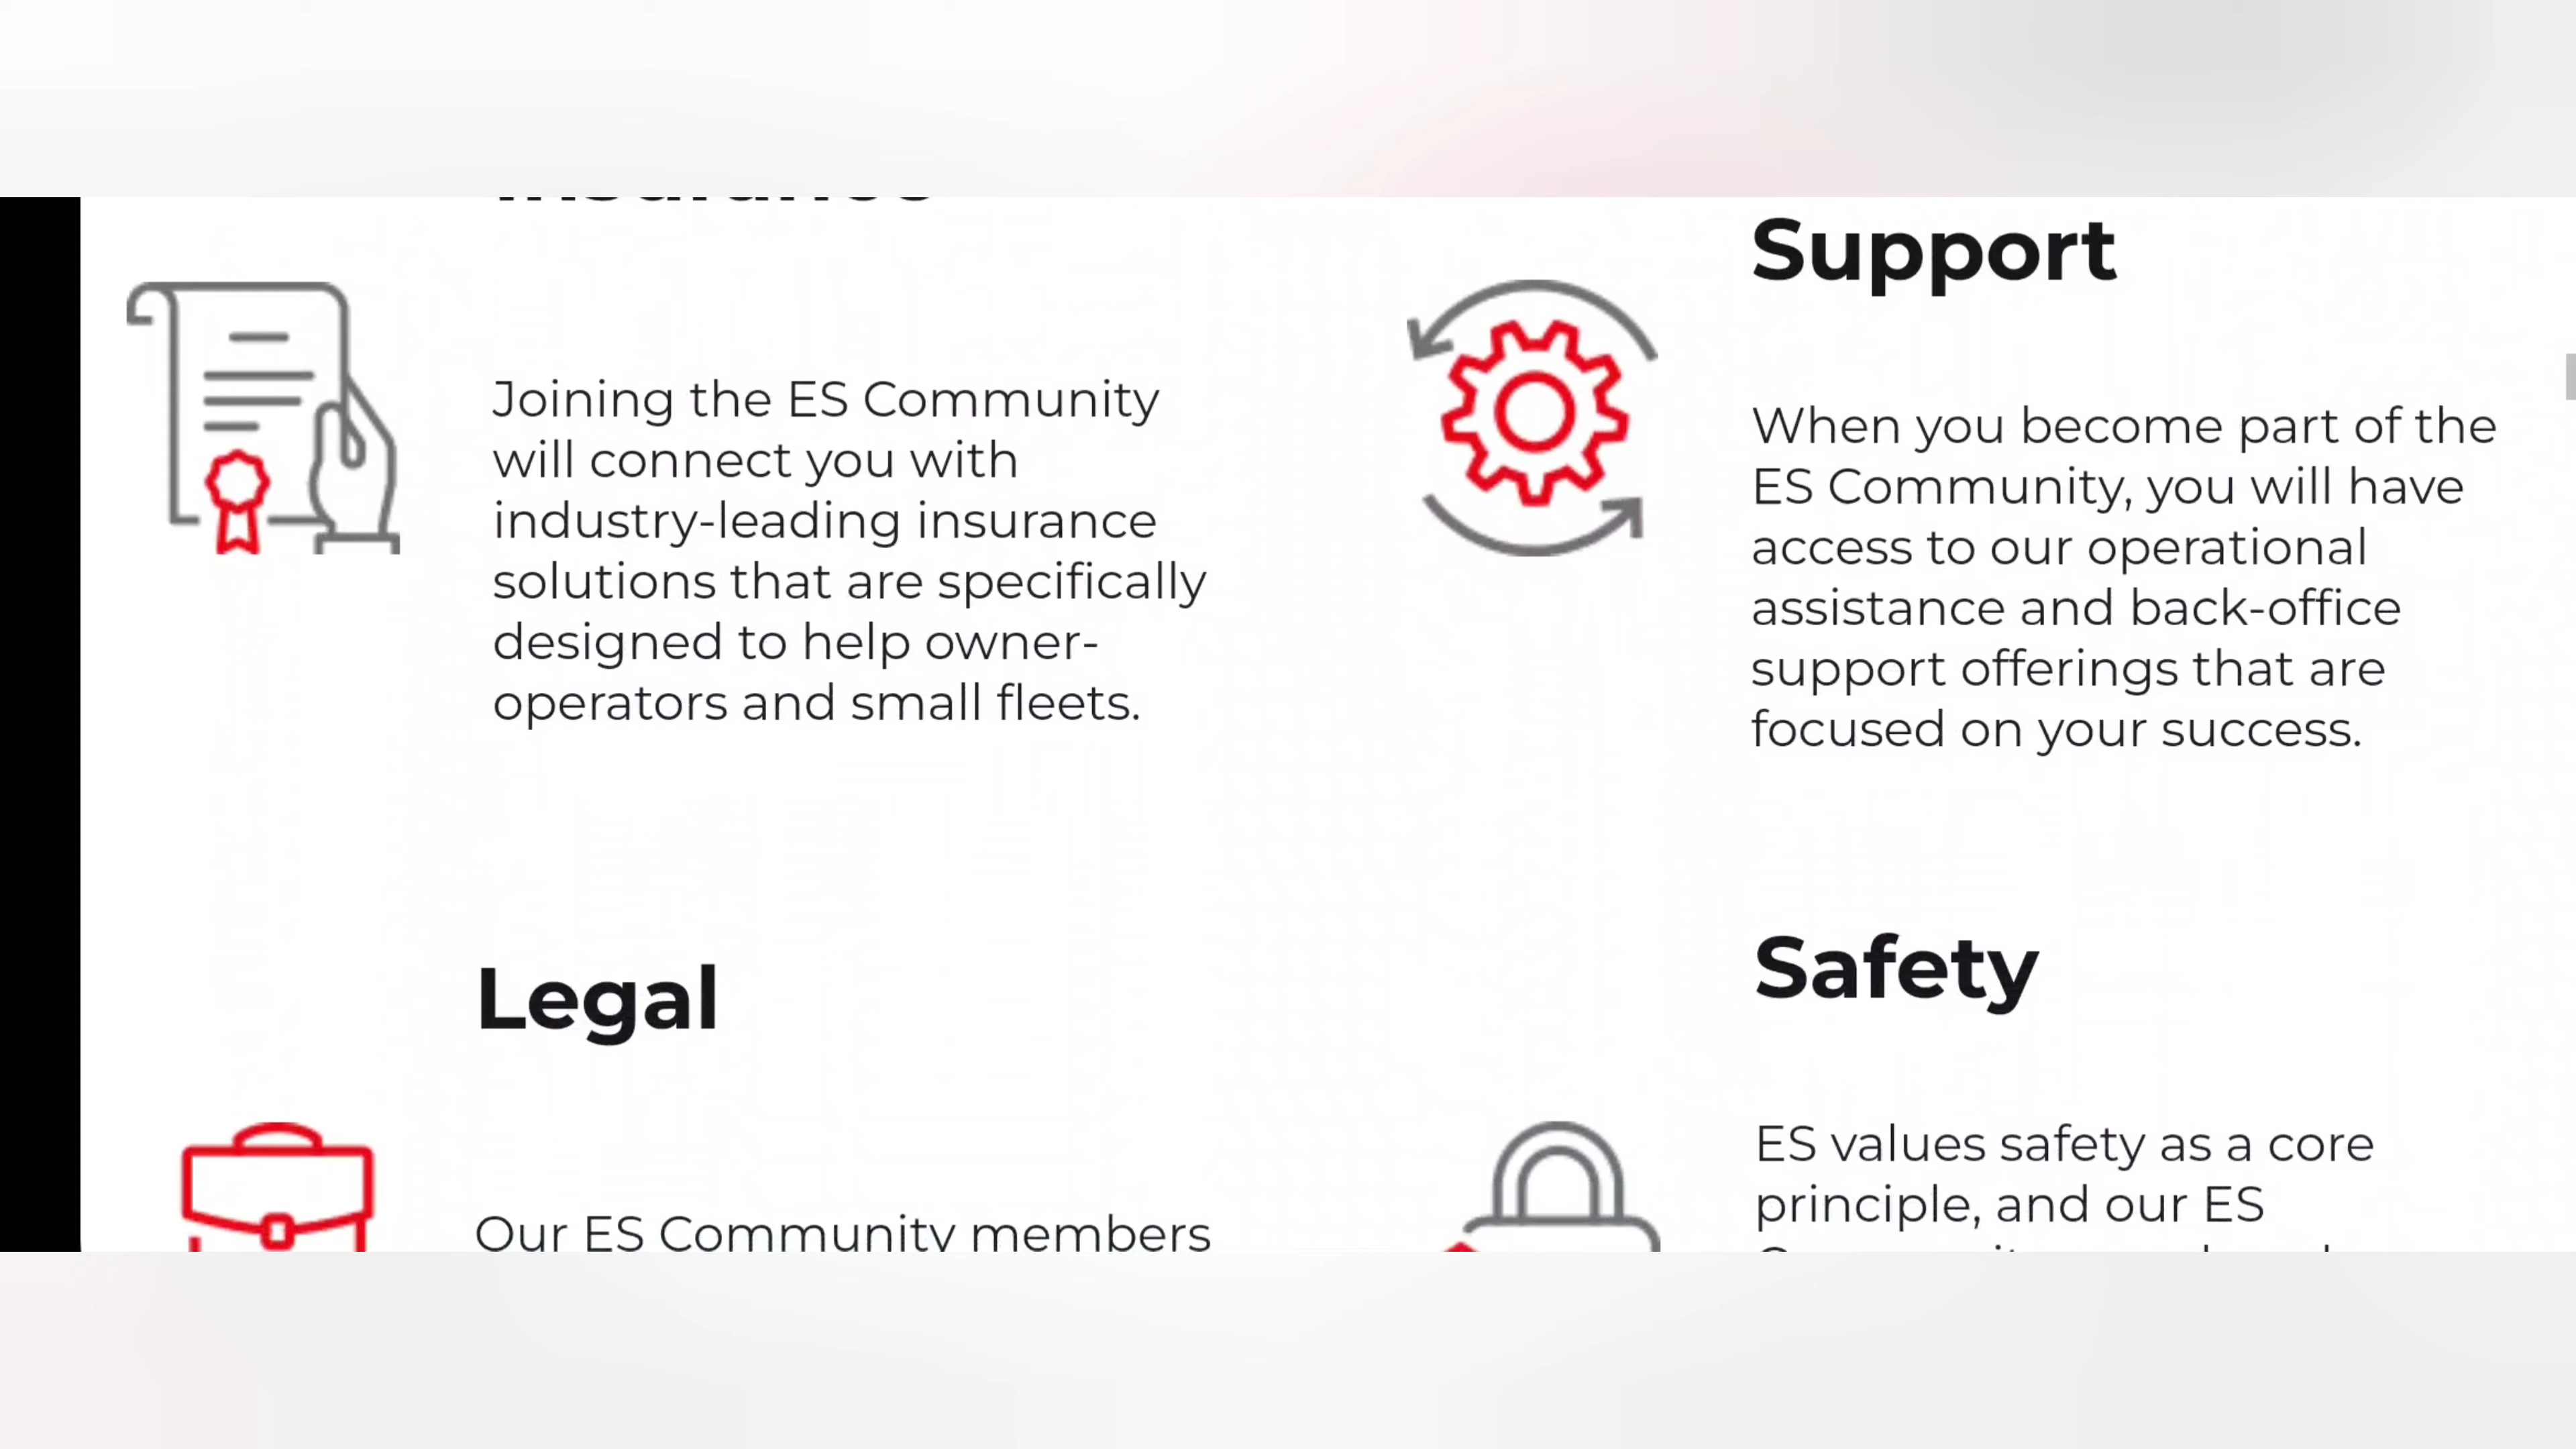 Support
Joining the ES Community
will connect you with
industry-leading insurance
solutions that are specifically
designed to help owner-
operators and small fleets.
When you become part of the
ES Community, you will have
access to our operational
assistance and back-office
support offerings that are
focused on your success.
Legal
Our ES Community members
Safety
ES values safety as a core
principle, and our ES